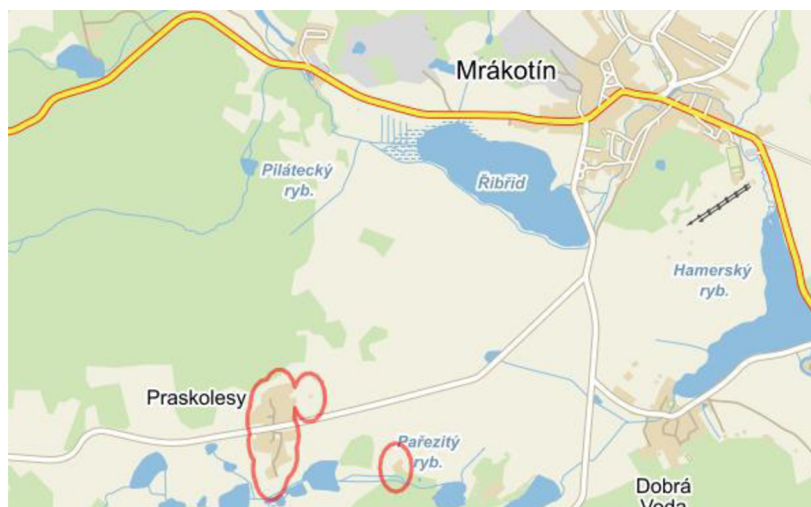 Mrákotín
Pilátecký
ryb.
Řibřid
Hamerský
ryb.
Praskolesy
Pařezitý
ryb.
Dobrá
Voda